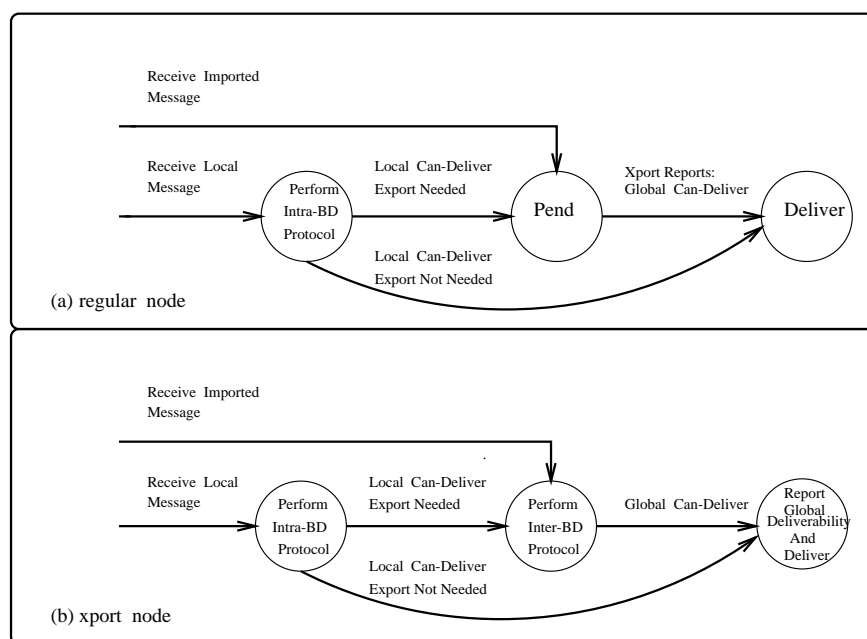 Receive Imported
Message
Receive Local
Message
Perform
Intra-BD
Protocol
Local Can-Deliver
Export Needed
Pend
Xport Reports:
Global Can-Deliver
Deliver
Local Can-Deliver
Export Not Needed
(a) regular node
Receive Imported
Message
Receive Local
Message
Perform
Intra-BD
Protocol
Local Can-Deliver
Export Needed
Perform
Inter-BD
Protocol
Global Can-Deliver
Report
Global
Deliverability
And
Deliver
Local Can-Deliver
Export Not Needed
(b) xport node